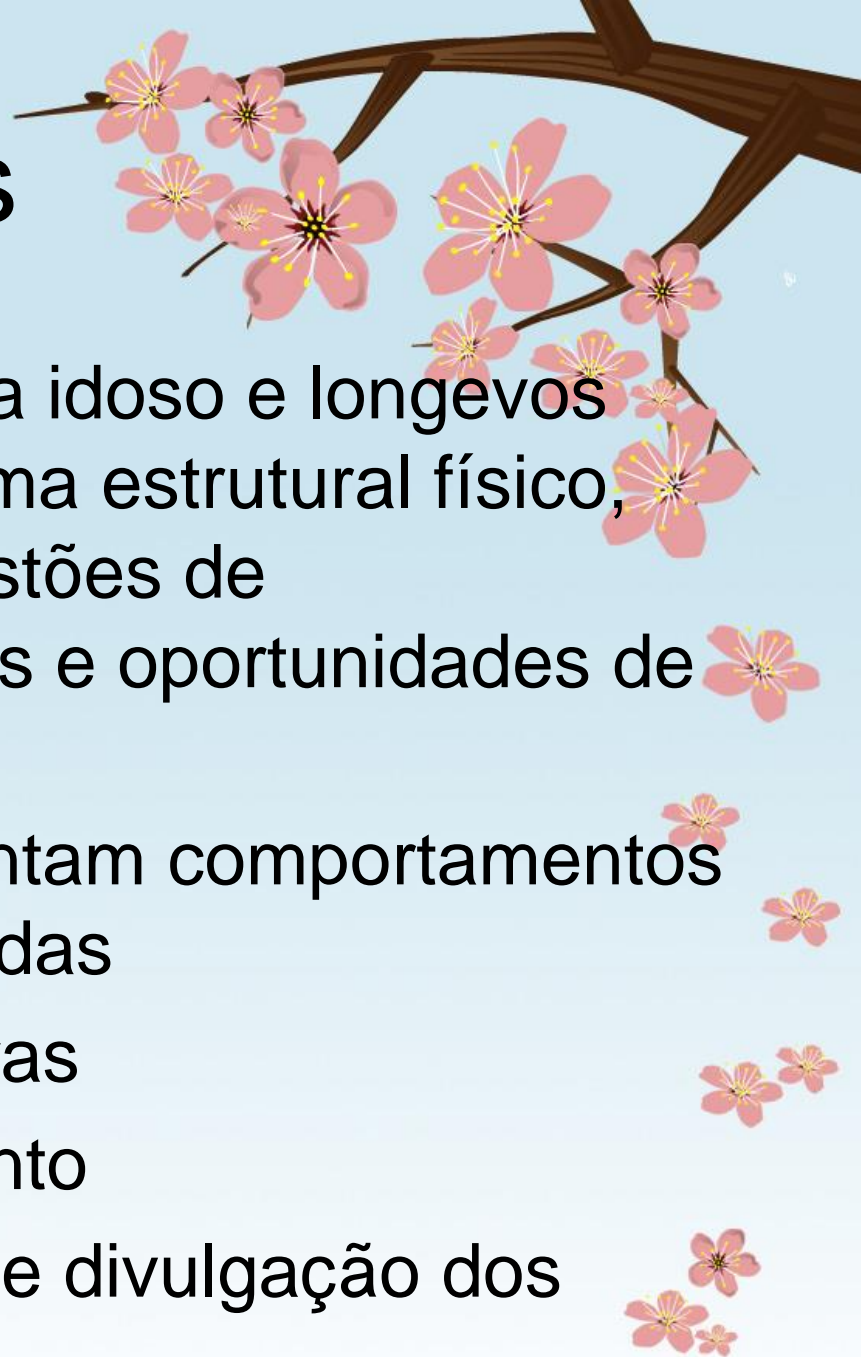 s
a idoso e longevos
ma estrutural físico,
stões de
s e oportunidades de
ntam comportamentos
das
as
nto
e divulgação dos